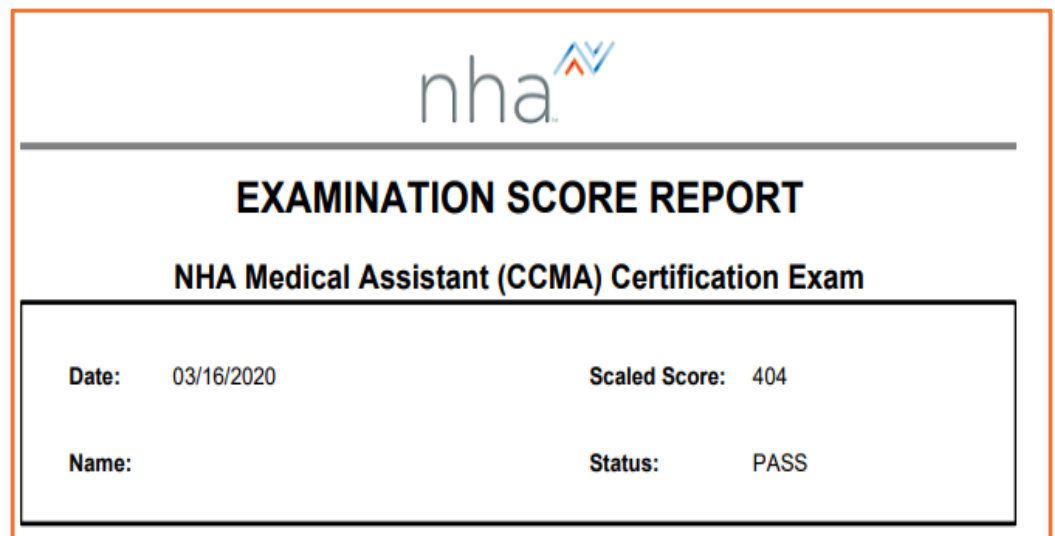 nha
EXAMINATION SCORE REPORT
NHA Medical Assistant (CCMA) Certification Exam
Date: 03/16/2020 Scaled Score: 404
Name: Status: PASS